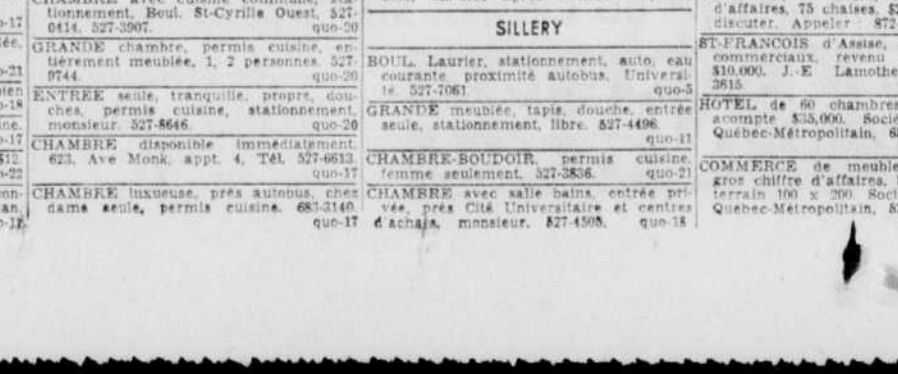 o-17
o-21
o-18
o-17
$12.
o-22
CHAMBRE avec cuisine commune,
tionnement, Boul. St-Cyrille Ouest, 527-
0414. 527-3907. quo-20
GRANDE chambre, permis cuisine, en-
tièrement meublée, 1, 2 personnes. 527-
9744. quo-20
ENTREE seule, tranquille, propre, dou-
ches, permis cuisine, stationnement,
monsieur. 527-8646. quo-20
CHAMBRE disponible immédiatement.
623, Ave Monk, appt. 4, Tél. 527-6613.
quo-17
CHAMBRE luxueuse, près autobus, chez
dame seule, permis cuisine. 683-3140.
quo-17
SILLERY
BOUL. Laurier, stationnement, auto, eau
courante, proximité autobus, Universi-
té. 527-7061. quo-5
GRANDE meublée, tapis, douche, entrée
seule, stationnement, libre. 527-4496.
quo-11
CHAMBRE-BOUDOIR, permis cuisine,
femme seulement. 527-3836. quo-21
CHAMBRE avec salle bains, entrée pri-
vée, près Cité Universitaire et centres
d'achats, monsieur. 527-4505. quo-18
d'affaires, 75 chaises,
discuter. Appeler : 872-
ST-FRANCOIS d'Assise,
commerciaux, revenu
$10,000. J.-E Lamothe
3615.
HOTEL de 60 chambres
acompte $35,000. Socié
Québec-Métropolitain,
COMMERCE de meuble
gros chiffre d'affaires,
terrain 100 x 200. Soci
Québec-Métropolitain,